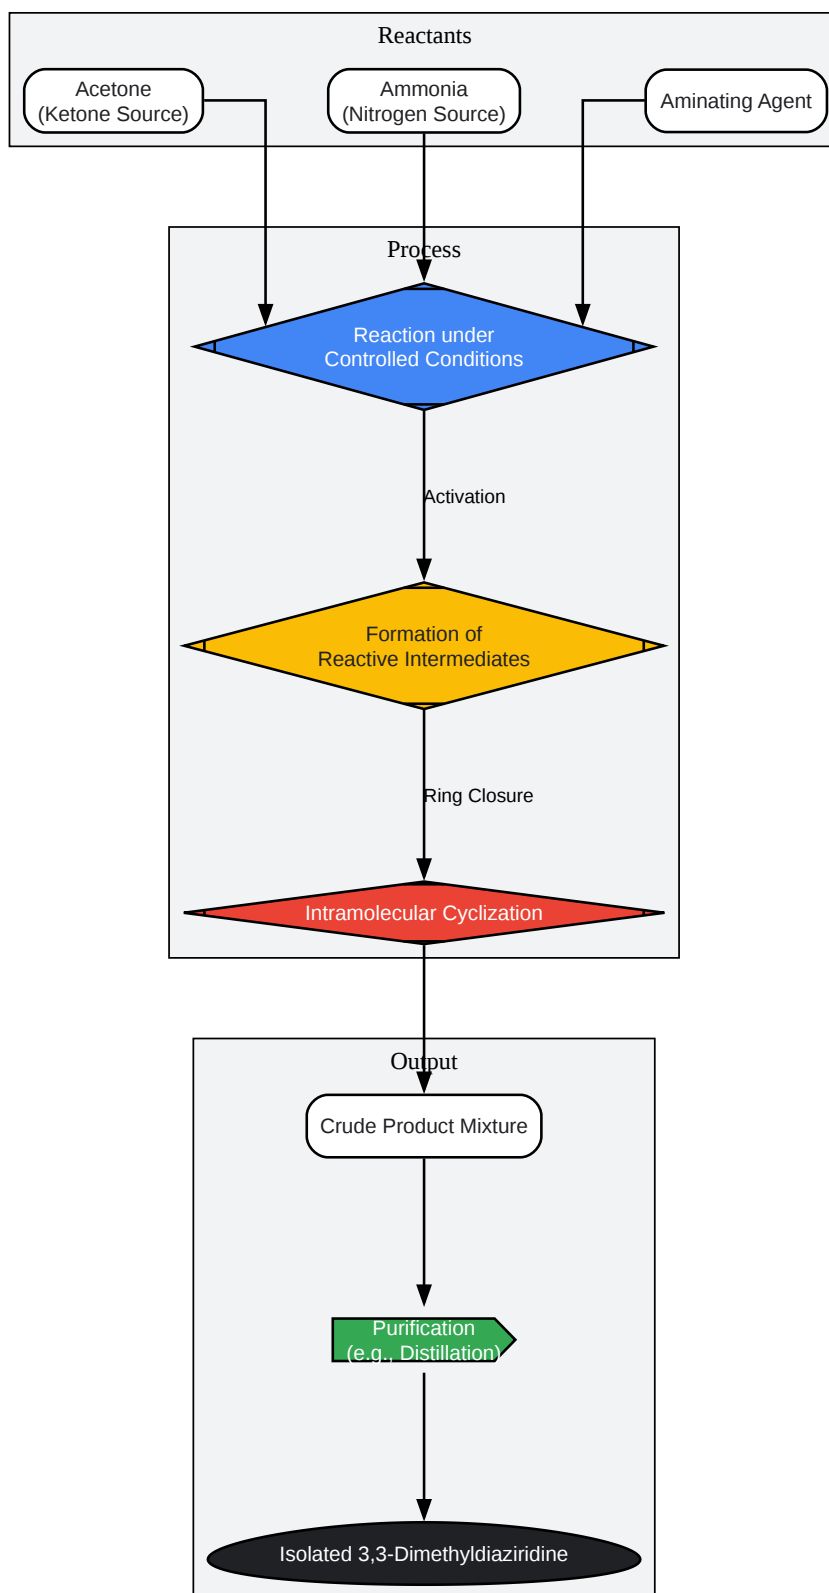 Reactants
Acetone
(Ketone Source)
Ammonia
(Nitrogen Source)
Aminating Agent
Process
Reaction under
Controlled Conditions
Activation
Formation of
Reactive Intermediates
Ring Closure
Intramolecular Cyclization
Output
Crude Product Mixture
Purification
(e.g., Distillation)
Isolated 3,3-Dimethyldiaziridine